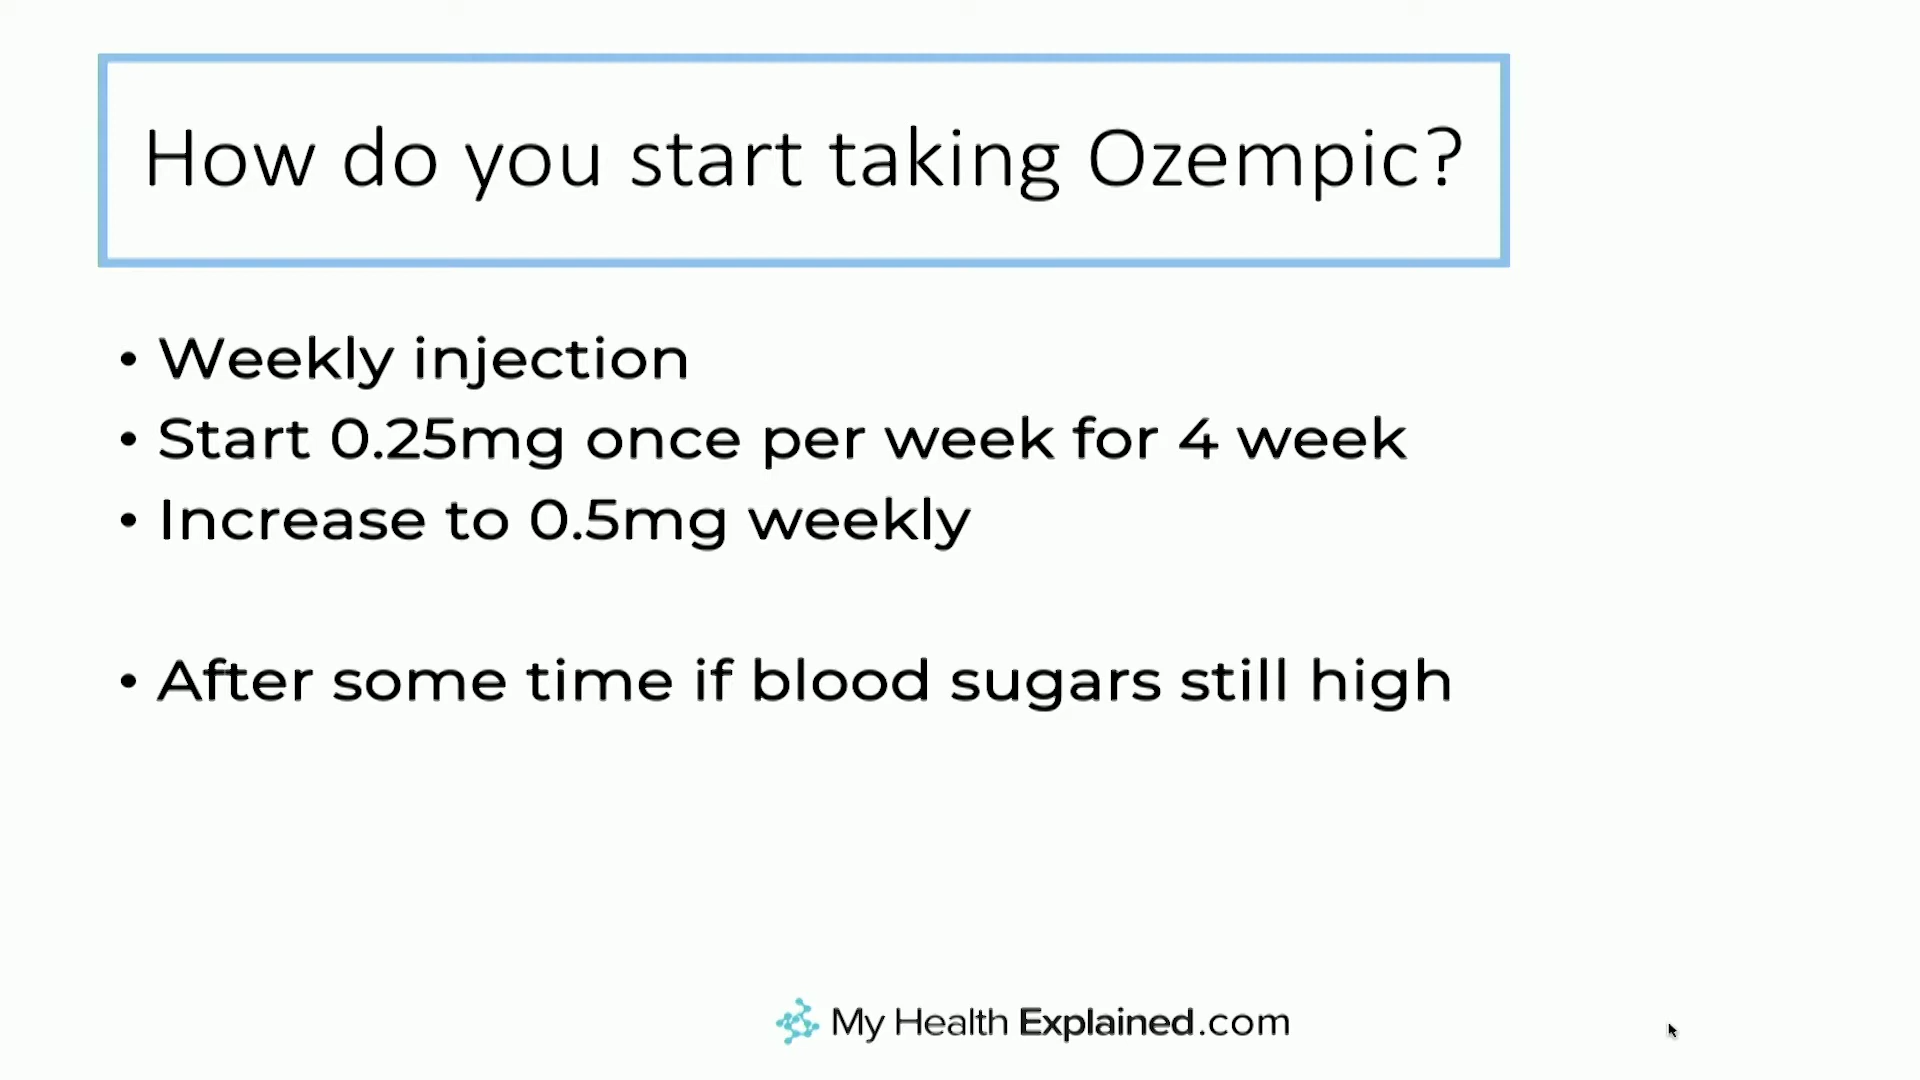 How do you start taking Ozempic?
• Weekly injection
• Start 0.25mg once per week for 4 week
• Increase to 0.5mg weekly
• After some time if blood sugars still high
My Health Explained.com